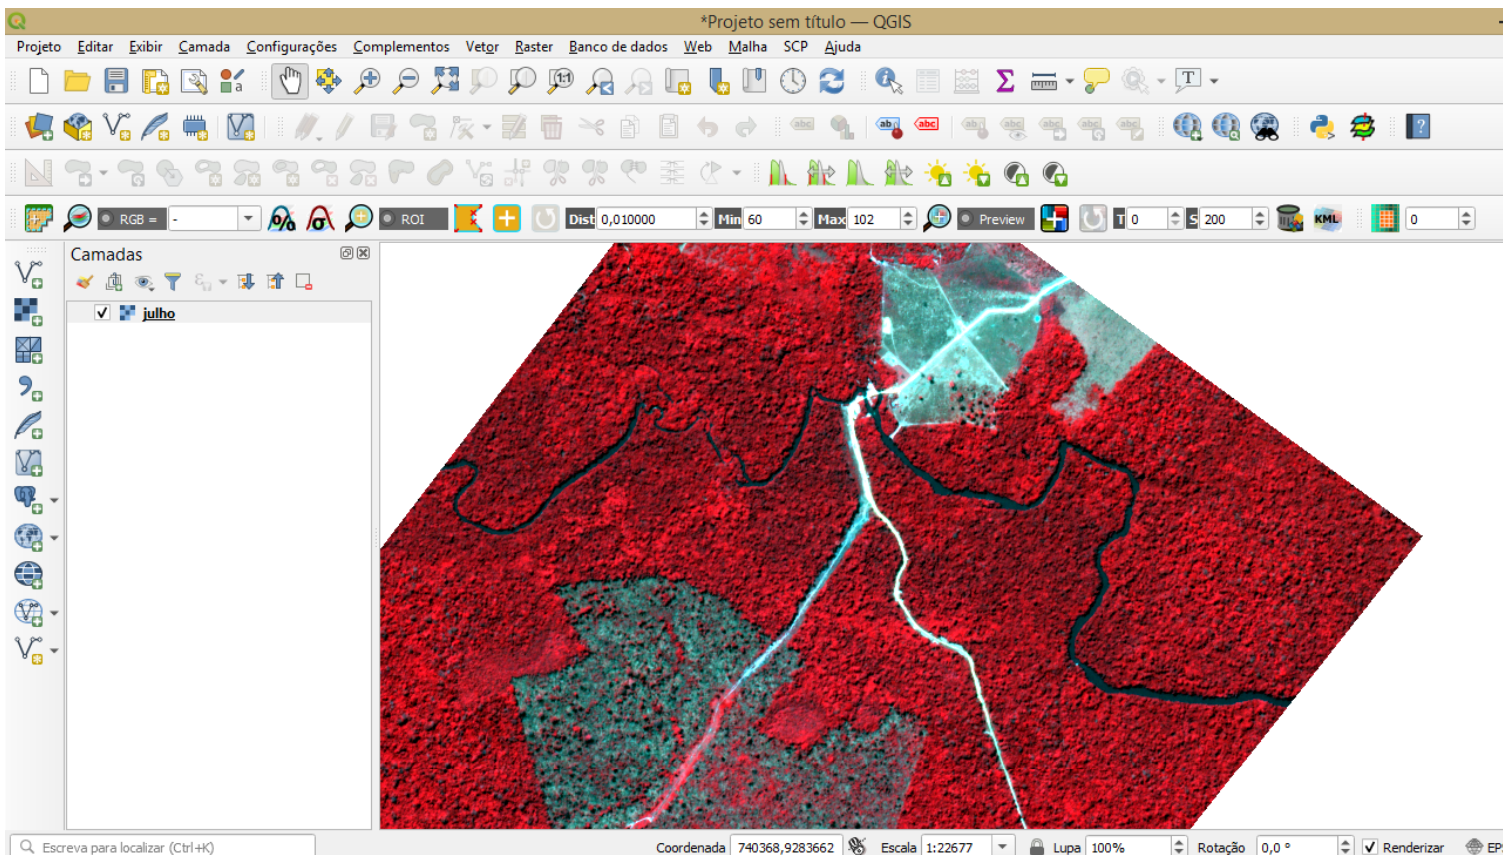 *Projeto sem título — QGIS
Projeto Editar Exibir Camada Configurações Complementos Vetor Raster Banco de dados Web Malha SCP Ajuda
RGB = - ROI Dist 0,010000 Min 60 Max 102 Preview T 0 S 200 KML 0
Camadas
julho
Escreva para localizar (Ctrl+K) Coordenada 740368,9283662 Escala 1:22677 Lupa 100% Rotação 0,0 ° Renderizar EP